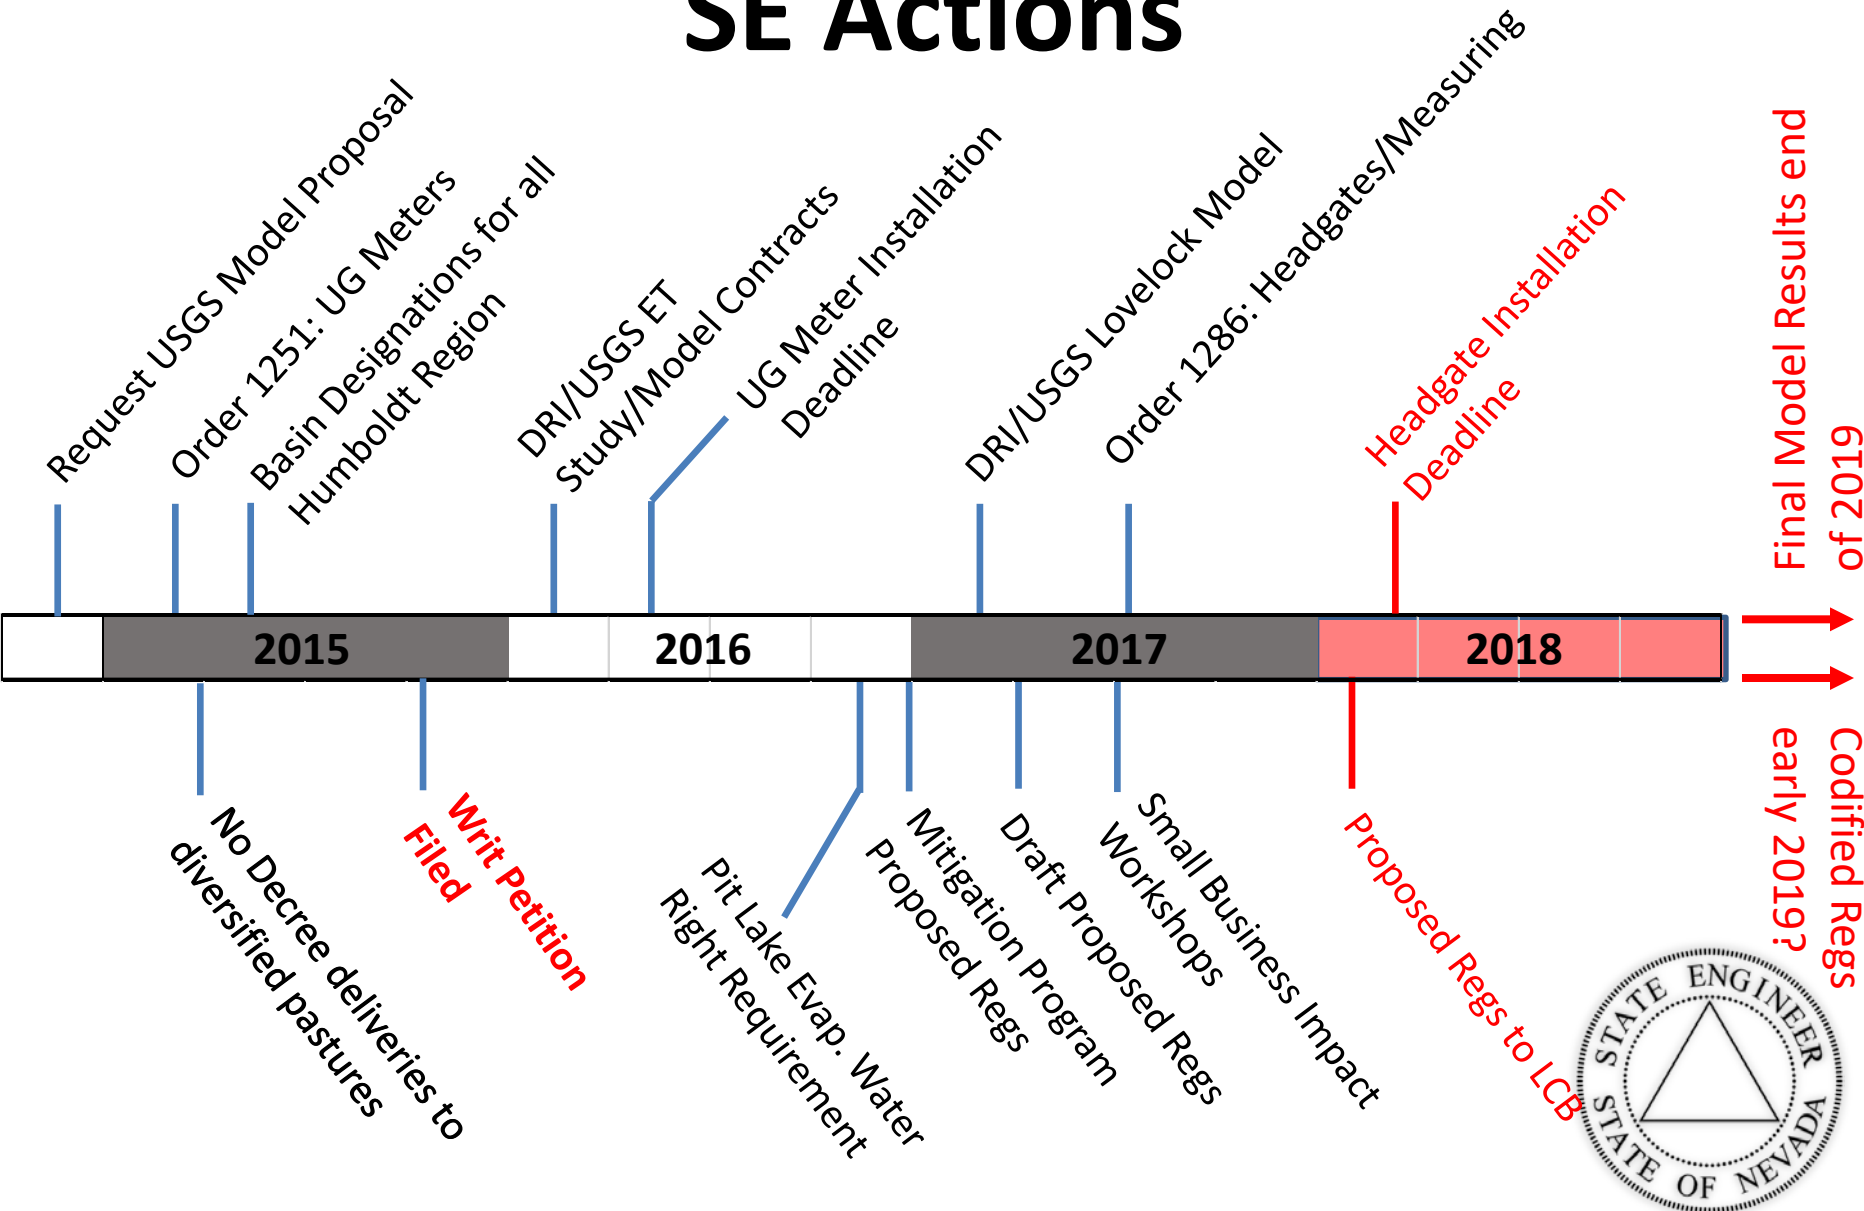 SE Actions
Request USGS Model Proposal
Order 1251: UG Meters
Basin Designations for all
Humboldt Region
DRI/USGS ET
Study/Model Contracts
UG Meter Installation
Deadline
DRI/USGS Lovelock Model
Order 1286: Headgates/Measuring
Headgate Installation
Deadline
Final Model Results end
of 2019
2015
2016
2017
2018
No Decree deliveries to
diversified pastures
Writ Petition
Filed
Pit Lake Evap. Water
Right Requirement
Mitigation Program
Proposed Regs
Draft Proposed Regs
Small Business Impact
Workshops
Proposed Regs to LCB
Codified Regs
early 2019?
STATE ENGINEER
STATE OF NEVADA